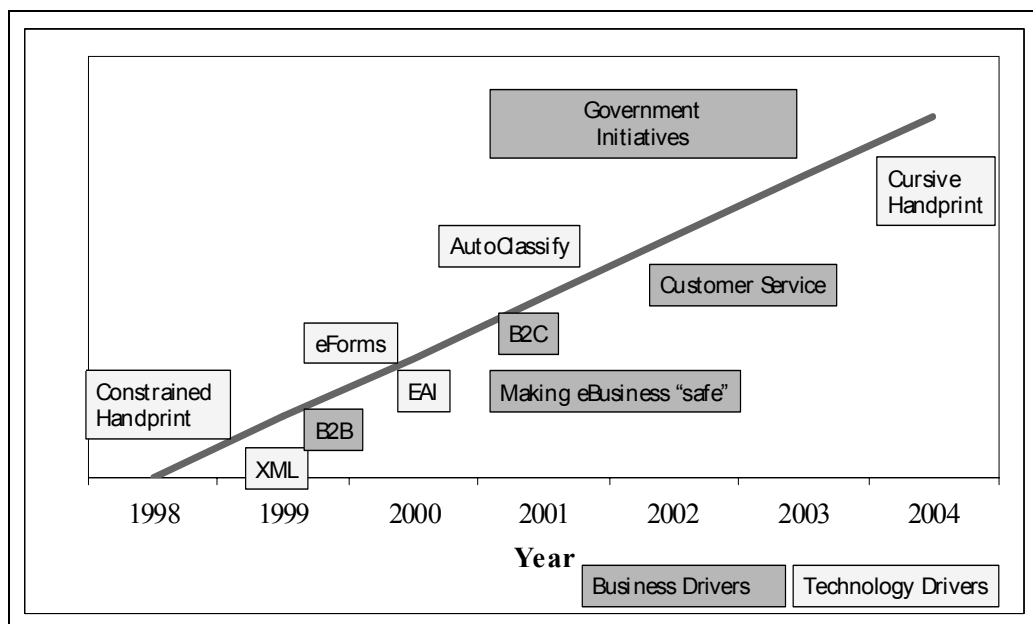 Government
Initiatives
Cursive
Handprint
AutoClassify
Customer Service
eForms
B2C
Constrained
Handprint
EAI
Making eBusiness “safe”
B2B
XML
1998 1999 2000 2001 2002 2003 2004
Year
Business Drivers Technology Drivers